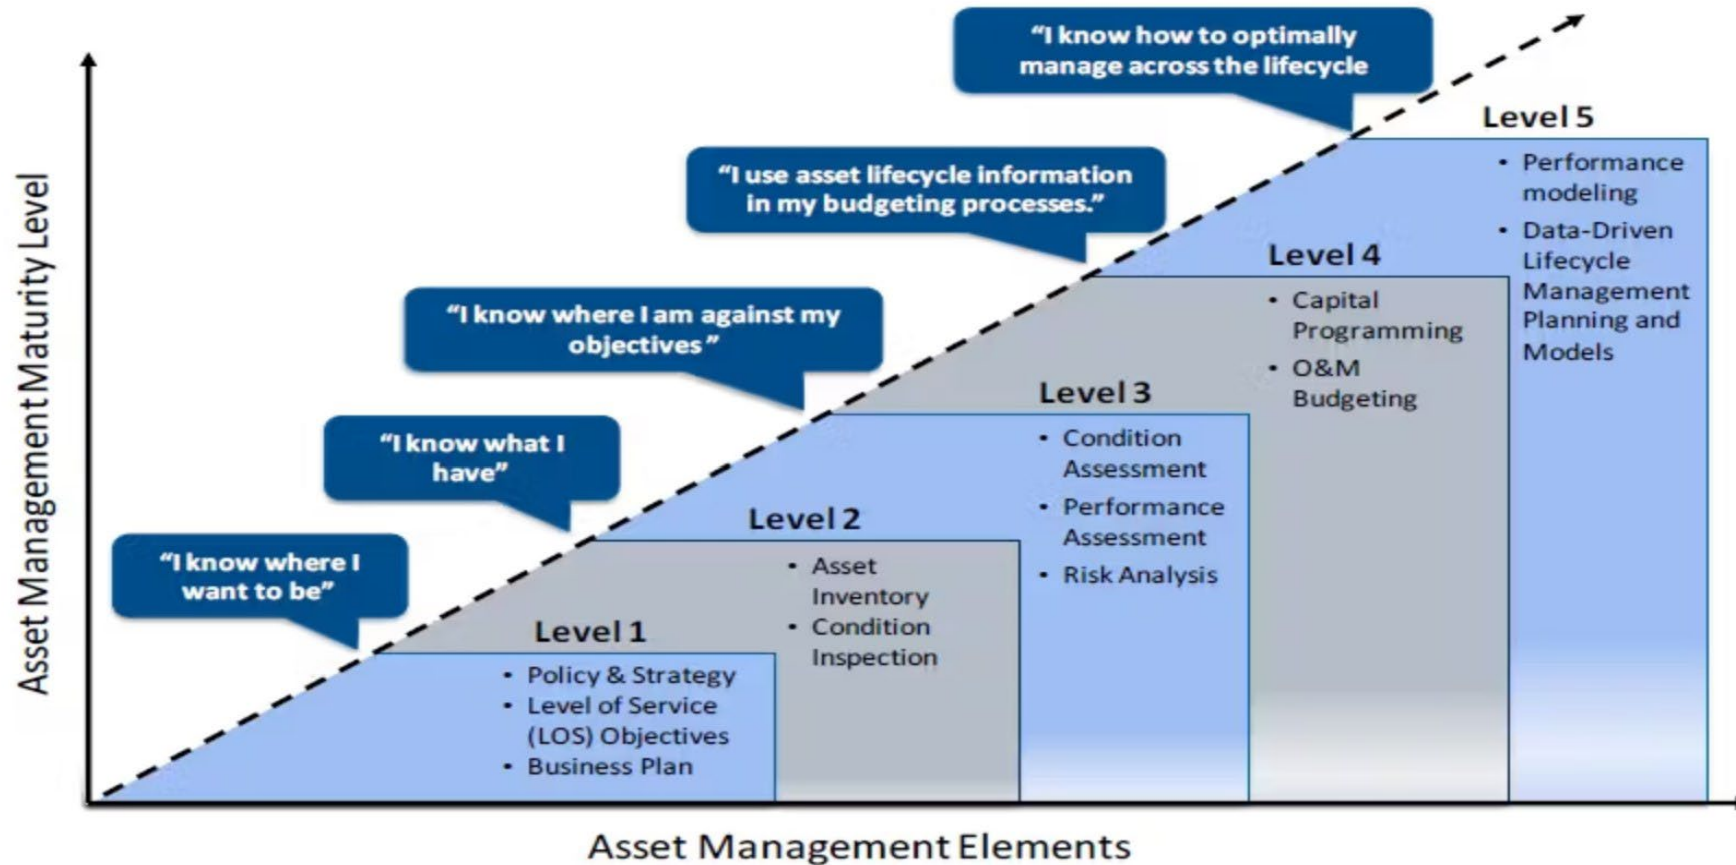 “I know how to optimally
manage across the lifecycle
Level 5
• Performance
modeling
• Data-Driven
Lifecycle
Management
Planning and
Models
“I use asset lifecycle information
in my budgeting processes.”
Level 4
• Capital
Programming
• O&M
Budgeting
“I know where I am against my
objectives”
Level 3
• Condition
Assessment
• Performance
Assessment
• Risk Analysis
“I know what I
have”
Level 2
• Asset
Inventory
• Condition
Inspection
“I know where I
want to be”
Level 1
• Policy & Strategy
• Level of Service
(LOS) Objectives
• Business Plan
Asset Management Maturity Level
Asset Management Elements